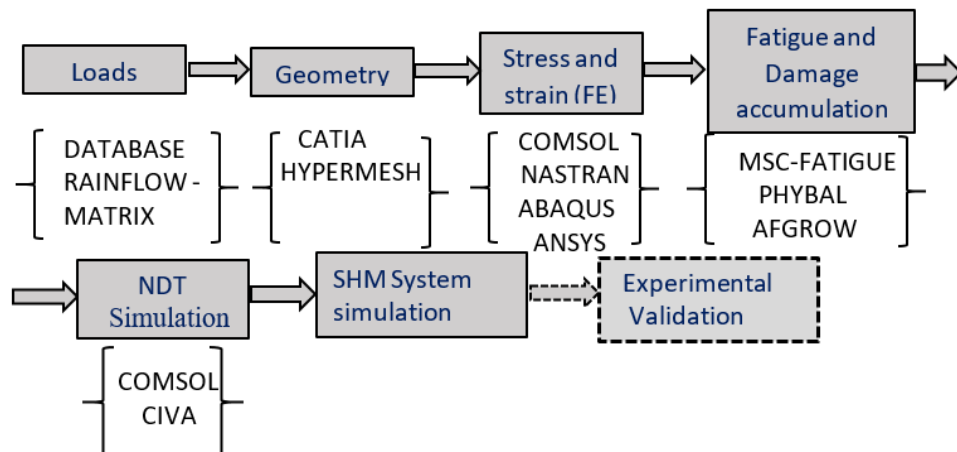 Loads
Geometry
Stress and
strain (FE)
Fatigue and
Damage
accumulation
DATABASE
RAINFLOW -
MATRIX
CATIA
HYPERMESH
COMSOL
NASTRAN
ABAQUS
ANSYS
MSC-FATIGUE
PHYBAL
AFGROW
NDT
Simulation
SHM System
simulation
Experimental
Validation
COMSOL
CIVA